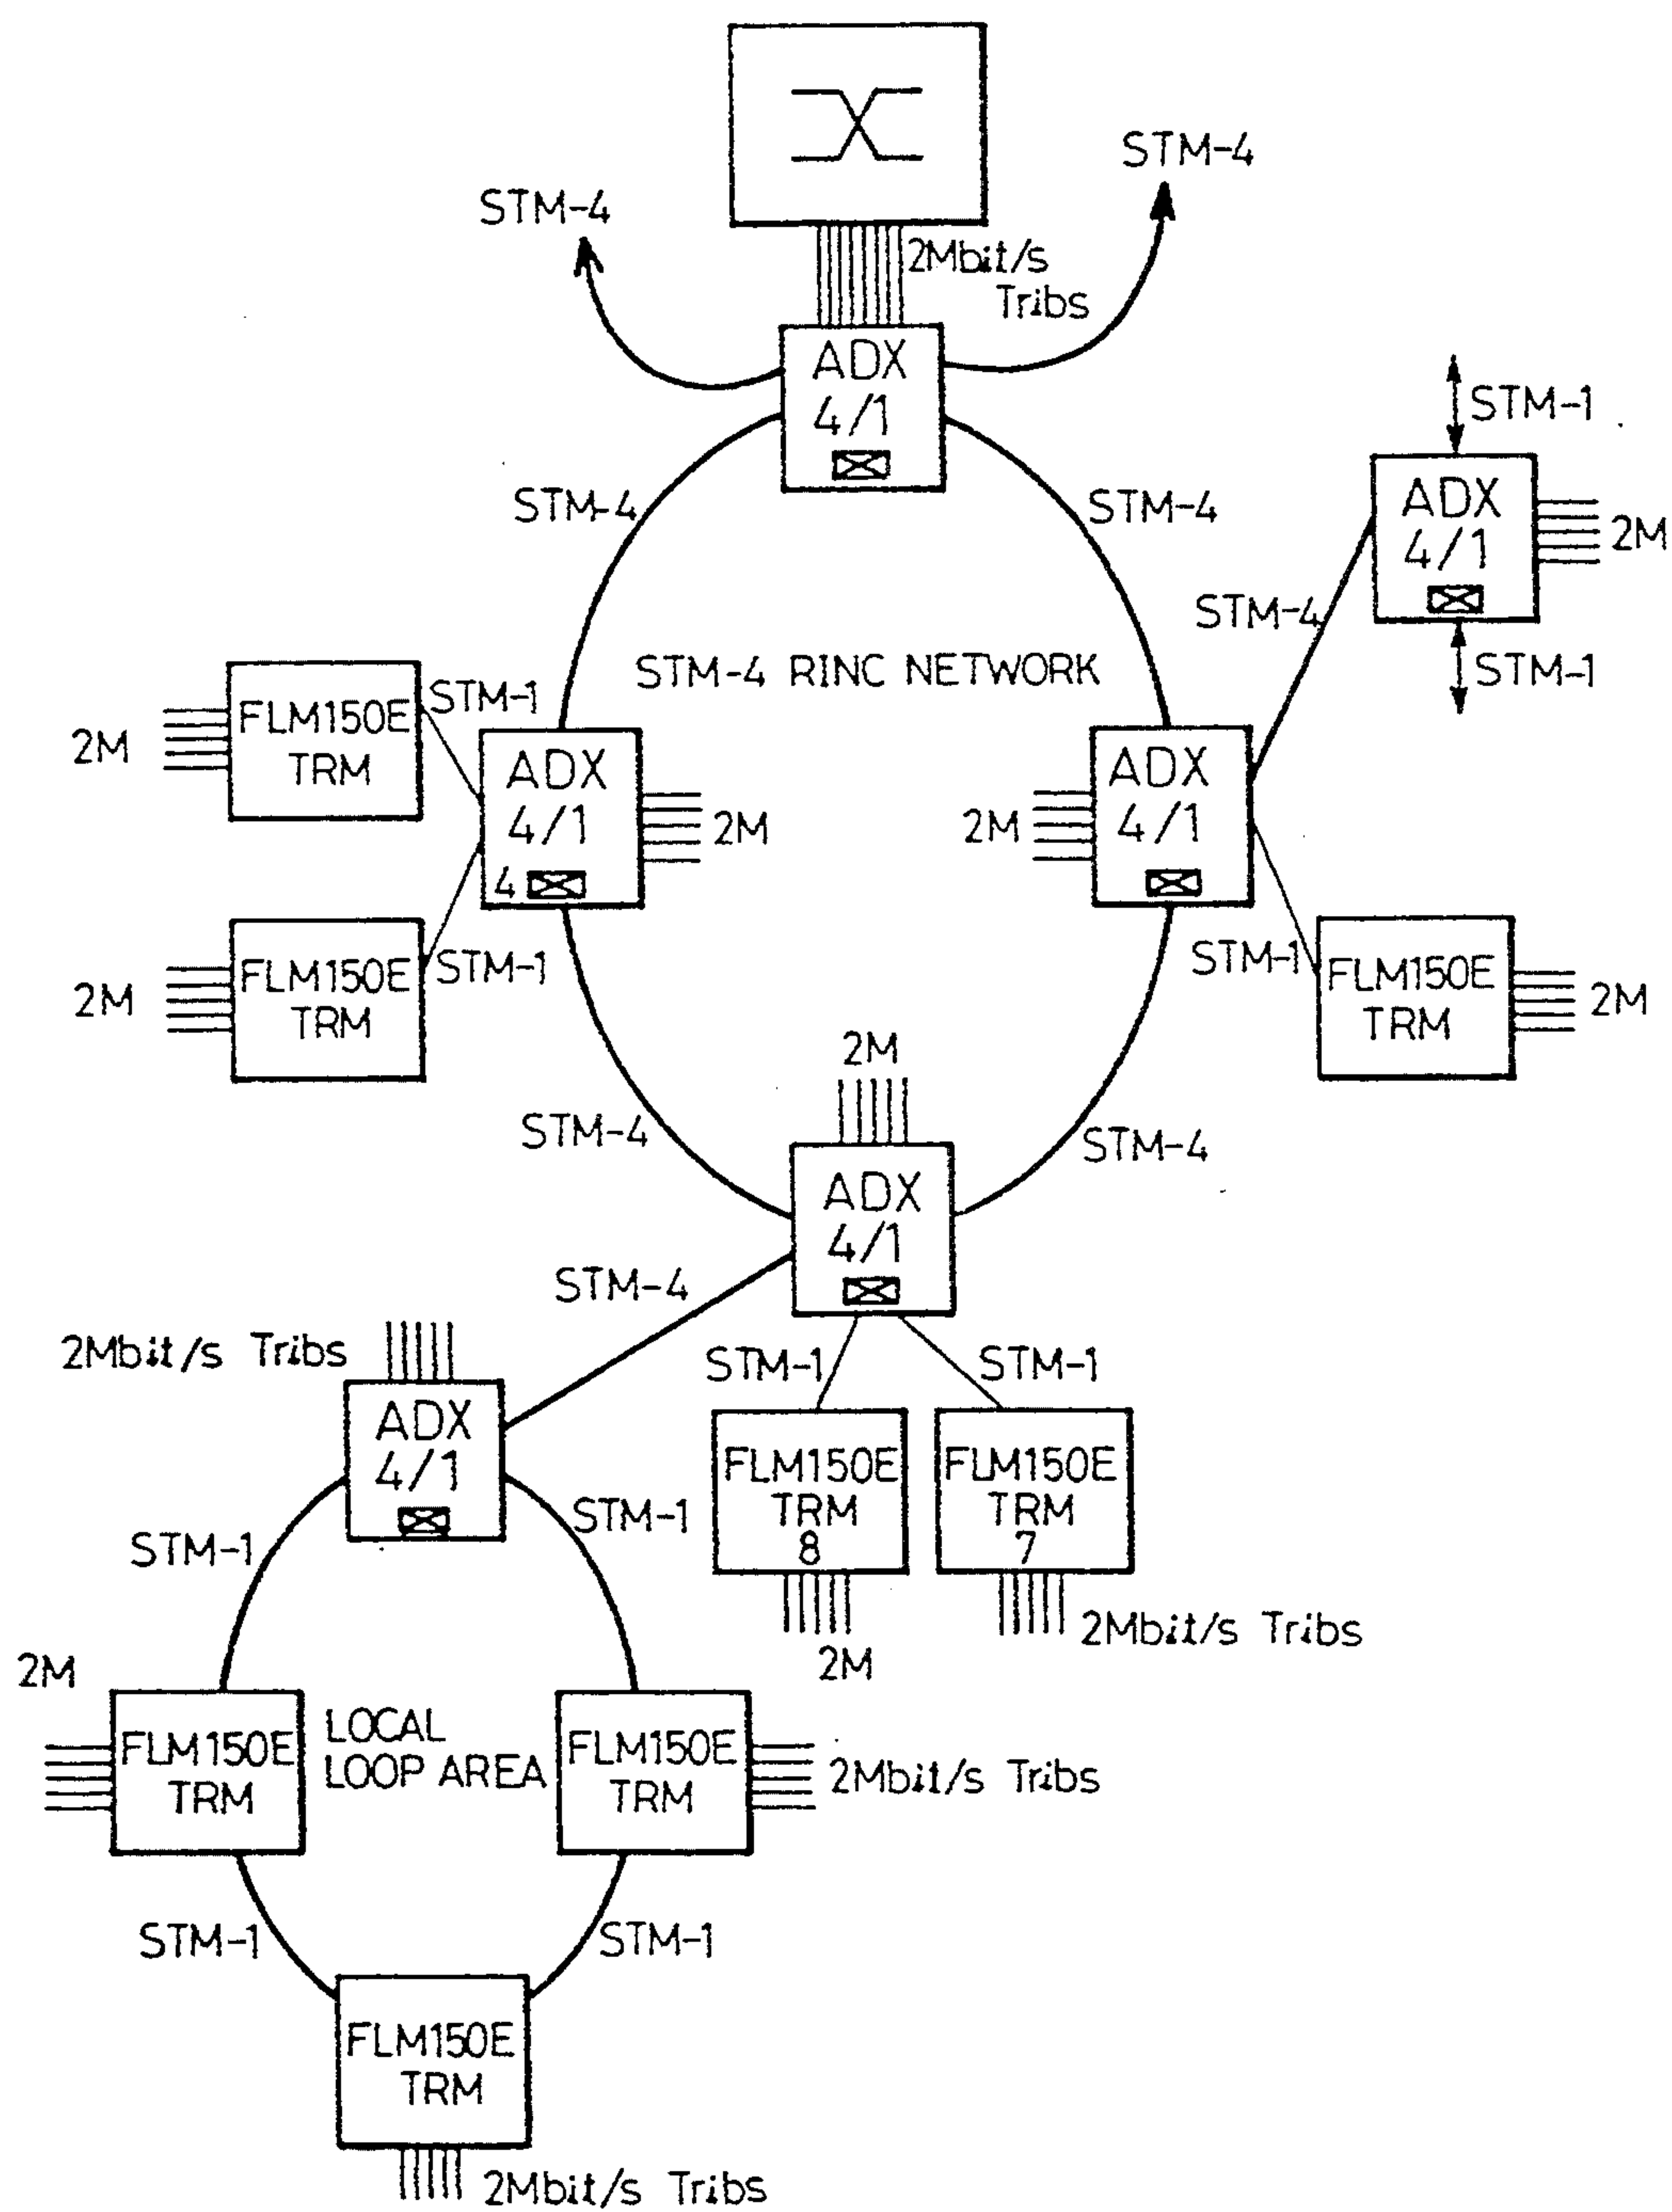 STM-4
STM-4
2Mbit/s
Tribs
ADX
4/1
STM-1
STM-4
STM-4
ADX
4/1
2M
STM-4
STM-1
STM-4 RINC NETWORK
FLM150E
TRM
2M
STM-1
ADX
4/1
4
2M
2M
ADX
4/1
FLM150E
TRM
2M
STM-1
STM-1
FLM150E
TRM
2M
2M
STM-4
STM-4
ADX
4/1
STM-4
2Mbit/s Tribs
ADX
4/1
STM-1
STM-1
FLM150E
TRM
8
2M
FLM150E
TRM
7
2Mbit/s Tribs
STM-1
STM-1
2M
FLM150E
TRM
LOCAL
LOOP AREA
FLM150E
TRM
2Mbit/s Tribs
STM-1
STM-1
FLM150E
TRM
2Mbit/s Tribs